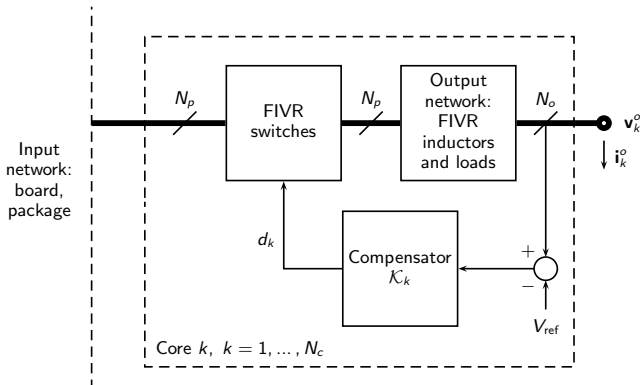 Input
network:
board,
package
N_p
FIVR
switches
N_p
Output
network:
FIVR
inductors
and loads
N_o
v_k^o
i_k^o
d_k
Compensator
𝒦_k
+
−
V_ref
Core k, k = 1, ..., N_c